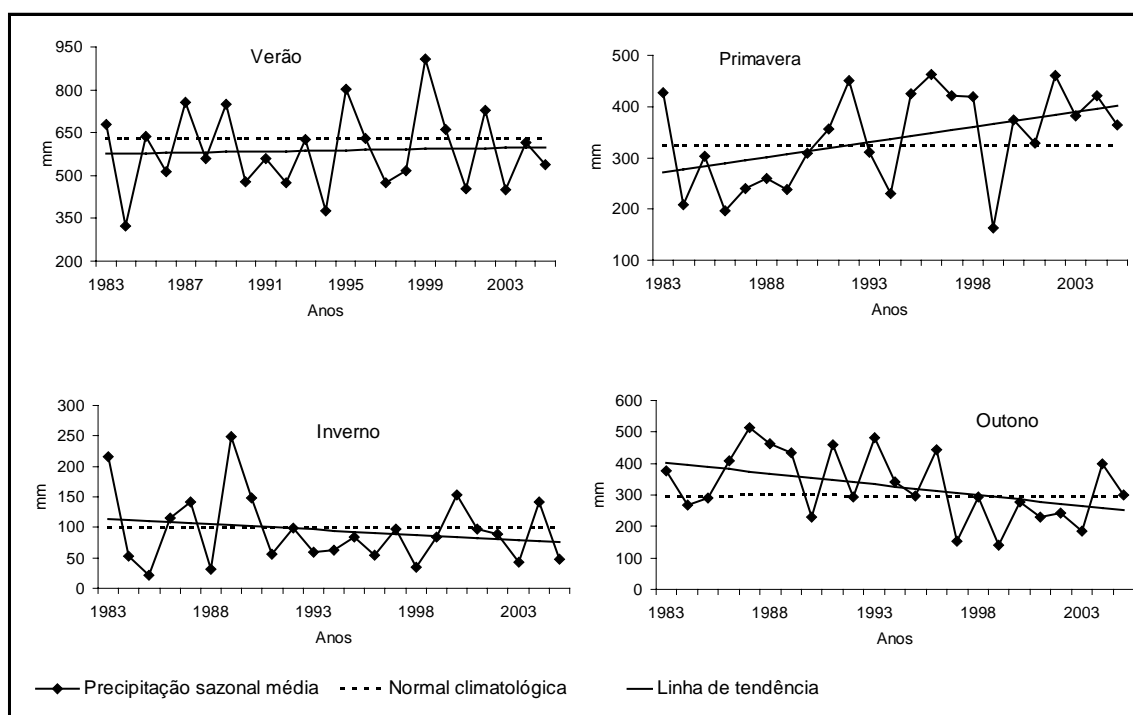 Verão
950
800
650
500
350
200
mm
1983 1987 1991 1995 1999 2003
Anos
Primavera
500
400
300
200
100
mm
1983 1988 1993 1998 2003
Anos
Inverno
300
250
200
150
100
50
0
mm
1983 1988 1993 1998 2003
Anos
Outono
600
500
400
300
200
100
0
mm
1983 1988 1993 1998 2003
Anos
Precipitação sazonal média Normal climatológica Linha de tendência